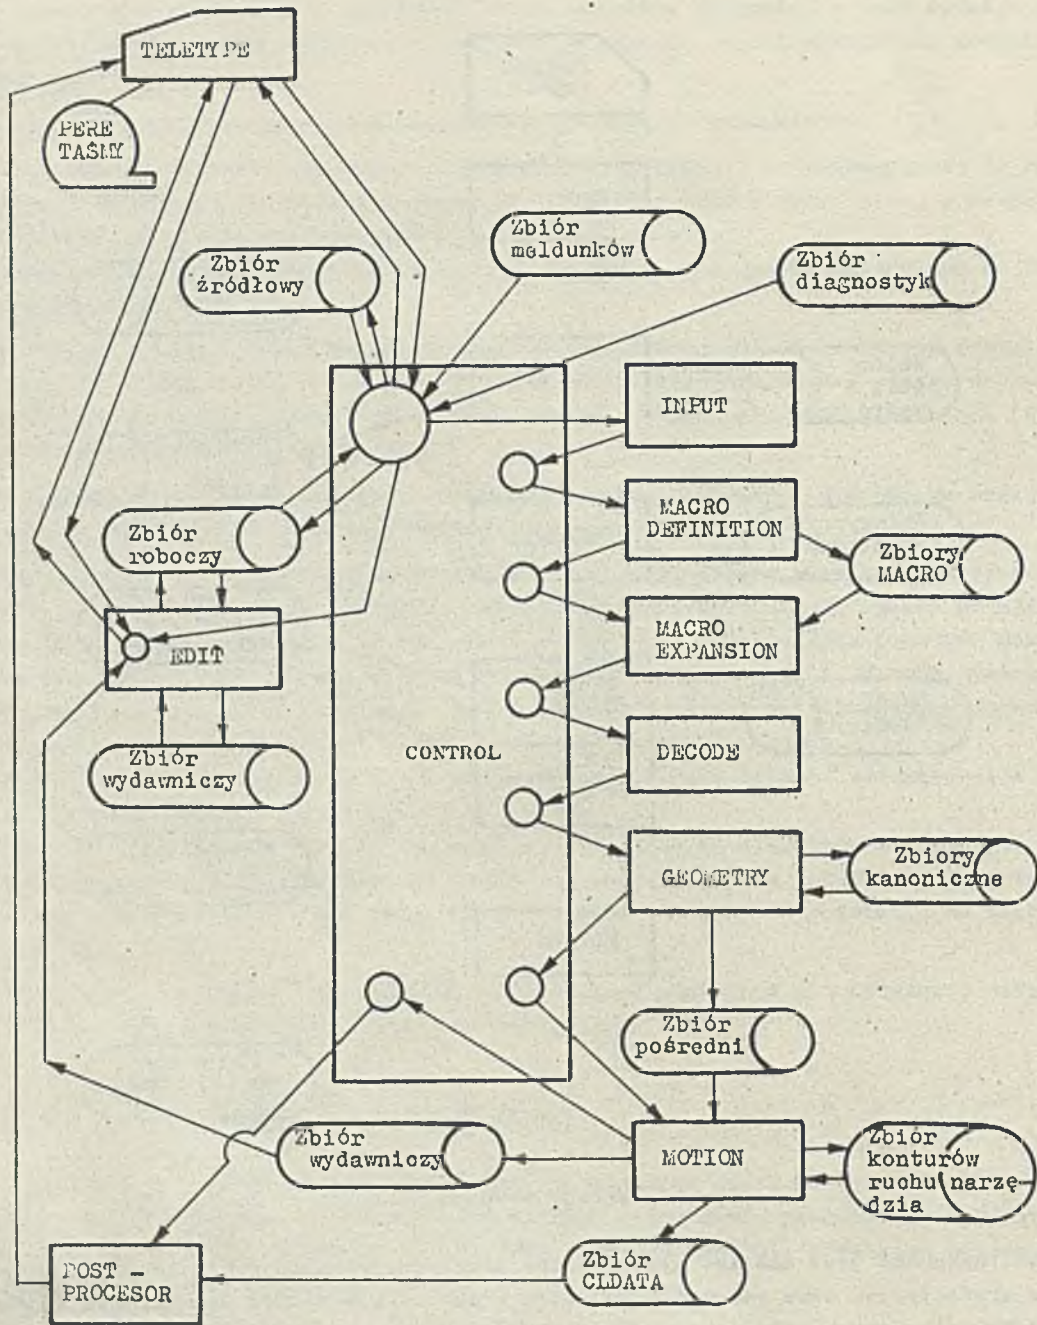 TELETYPE
PERE
TAŚMY
Zbiór
meldunków
Zbiór
źródłowy
Zbiór
diagnostyk
INPUT
MACRO
DEFINITION
Zbiór
roboczy
Zbiory
MACRO
MACRO
EXPANSION
EDIT
CONTROL
DECODE
Zbiór
wydawniczy
GEOMETRY
Zbiory
kanoniczne
Zbiór
pośredni
Zbiór
wydawniczy
MOTION
Zbiór
konturów
ruchu narzę
dzia
POST -
PROCESOR
Zbiór
CLDATA